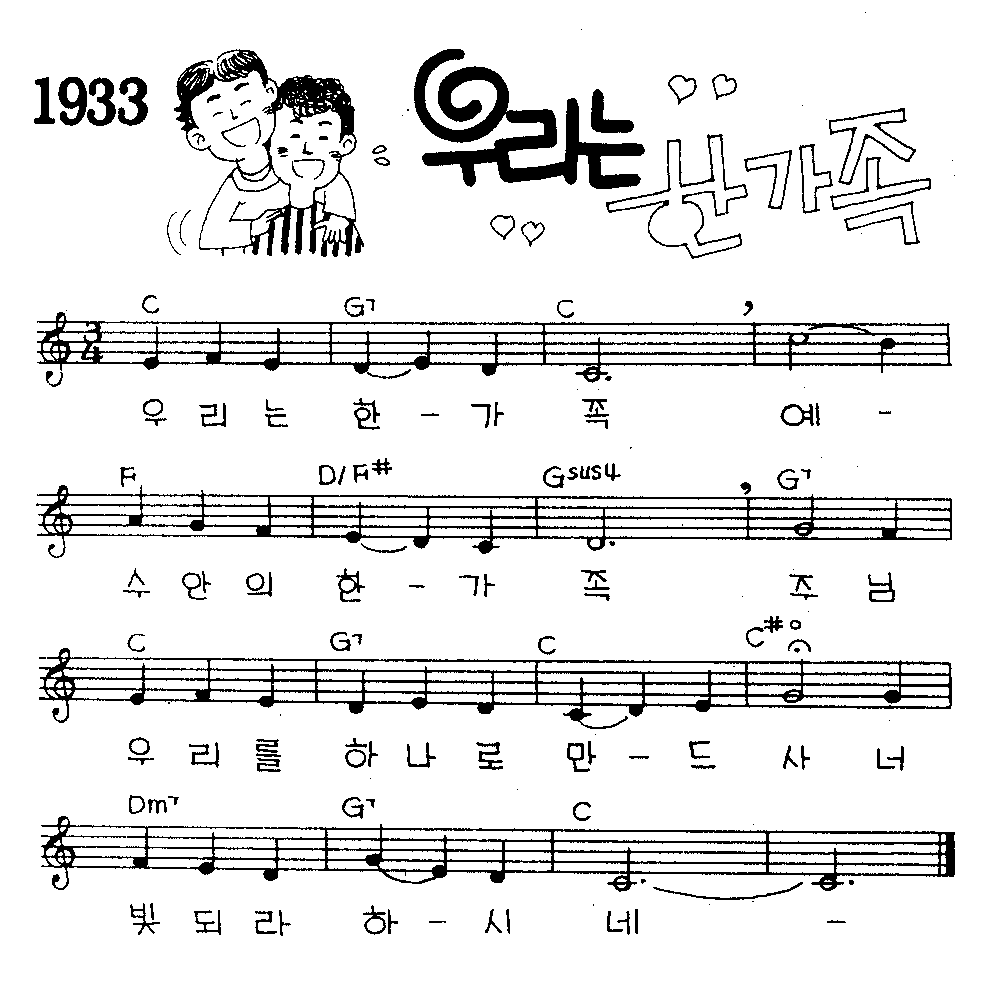 1933
우리는 한가족
C G7 C
3/4
우 리 는 한 - 가 족 예 -
F D/F# Gsus4 G7
수 안 의 한 - 가 족 주 님
C G7 C C#°
우 리 를 하 나 로 만 - 드 사 너
Dm7 G7 C
빛 되 라 하 - 시 네 -